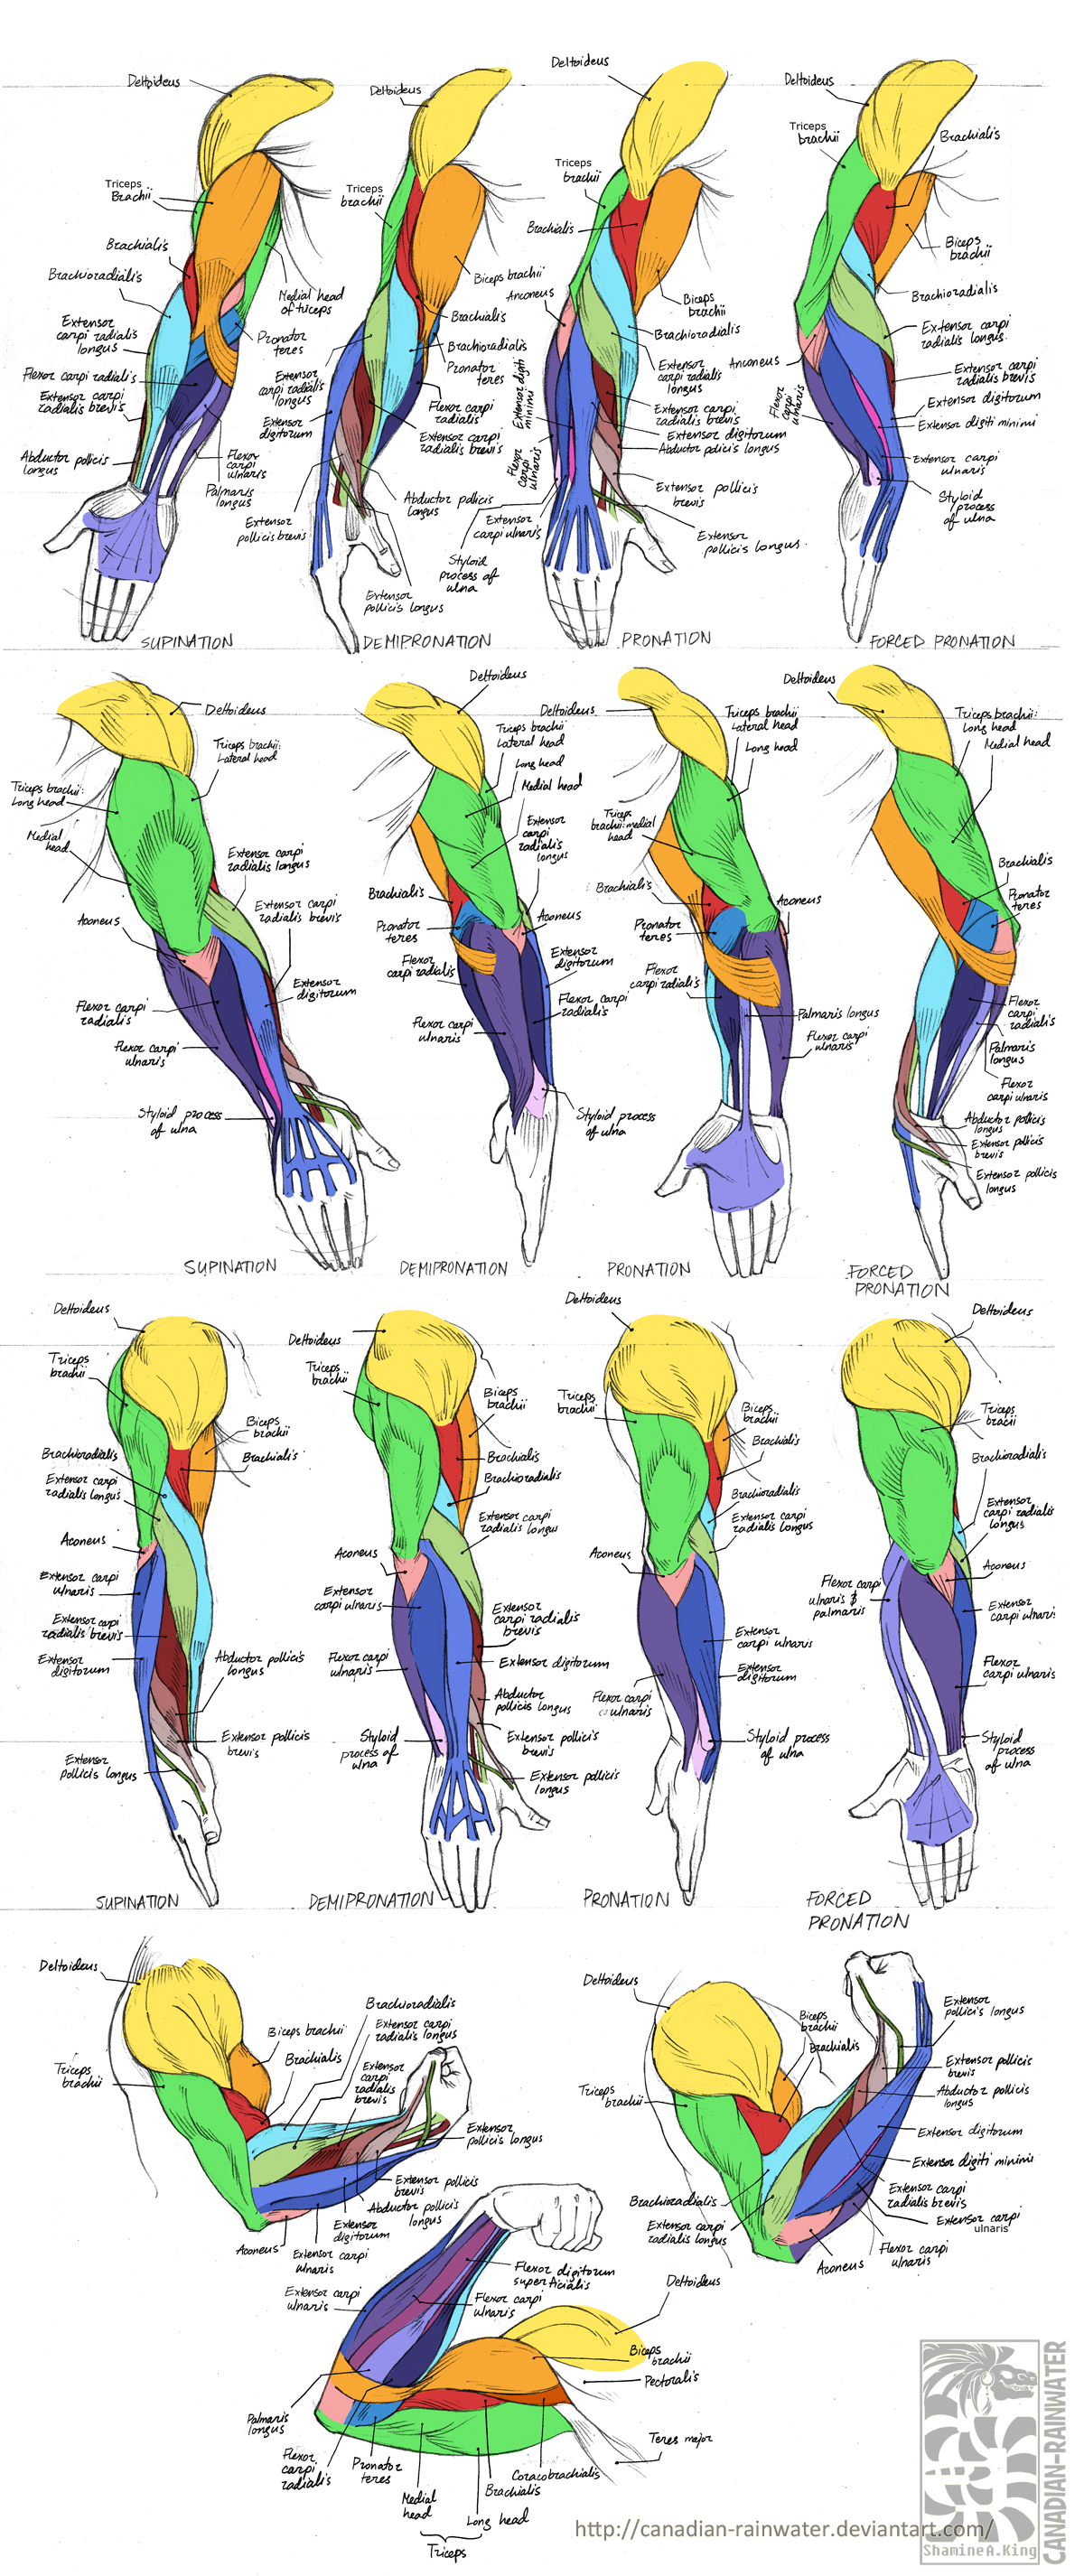 Deltoideus
Triceps
Brachii
Brachialis
Brachioradialis
Extensor
carpi radialis
longus
Flexor carpi radialis
Extensor carpi
radialis brevis
Abductor pollicis
longus
Medial head
of triceps
Pronator
teres
Flexor
carpi
ulnaris
Palmaris
longus
SUPINATION
Deltoideus
Triceps
brachii
Biceps brachii
Brachialis
Brachioradialis
Pronator
teres
Extensor
carpi radialis
longus
Extensor
digitorum
Flexor carpi
radialis
Extensor carpi
radialis brevis
Abductor pollicis
longus
Extensor
pollicis brevis
Extensor
pollicis longus
DEMIPRONATION
Deltoideus
Triceps
brachii
Brachialis
Anconeus
Biceps
brachii
Brachioradialis
Extensor
carpi radialis
longus
Extensor digiti
minimi
Extensor carpi
radialis brevis
Extensor digitorum
Abductor pollicis longus
Flexor
carpi
ulnaris
Extensor pollicis
brevis
Extensor
carpi ulnaris
Extensor
pollicis longus.
Styloid
process of
ulna
PRONATION
Deltoideus
Triceps
brachii
Brachialis
Biceps
brachii
Brachioradialis
Extensor carpi
radialis longus
Anconeus
Extensor carpi
radialis brevis
Flexor
carpi
ulnaris
Extensor digitorum
Extensor digiti minimi
Extensor carpi
ulnaris
Styloid
process
of ulna
FORCED PRONATION
Deltoideus
Triceps brachii:
Lateral head
Triceps brachii:
Long head
Medial
head
Extensor carpi
radialis longus
Extensor carpi
radialis brevis
Aconeus
Extensor
digitorum
Flexor carpi
radialis
Flexor carpi
ulnaris
Styloid process
of ulna
SUPINATION
Deltoideus
Triceps brachii
Lateral head
Long head
Medial head
Extensor
carpi
radialis
longus
Brachialis
Aconeus
Pronator
teres
Flexor
carpi radialis
Extensor
digitorum
Flexor carpi
radialis
Flexor carpi
ulnaris
Styloid process
of ulna
DEMIPRONATION
Deltoideus
Triceps brachii
Lateral head
Long head
Triceps
brachii: medial
head
Brachialis
Aconeus
Pronator
teres
Flexor
carpi radialis
Palmaris longus
Flexor carpi
ulnaris
PRONATION
Deltoideus
Triceps brachii:
Long head
Medial head
Brachialis
Pronator
teres
Flexor
carpi
radialis
Palmaris
longus
Flexor
carpi ulnaris
Abductor pollicis
longus
Extensor pollicis
brevis
Extensor pollicis
longus
FORCED
PRONATION
Deltoideus
Triceps
brachii
Biceps
brachii
Brachioradialis
Brachialis
Extensor carpi
radialis longus
Aconeus
Extensor carpi
ulnaris
Extensor carpi
radialis brevis
Extensor
digitorum
Abductor pollicis
longus
Extensor pollicis
brevis
Extensor
pollicis longus
SUPINATION
Deltoideus
Triceps
brachii
Biceps
brachii
Brachialis
Brachioradialis
Extensor carpi
radialis longus
Aconeus
Extensor
carpi ulnaris
Extensor
carpi radialis
brevis
Flexor carpi
ulnaris
Extensor digitorum
Abductor
pollicis longus
Styloid
process of
ulna
Extensor pollicis
brevis
Extensor pollicis
longus
DEMIPRONATION
Deltoideus
Triceps
brachii
Biceps
brachii
Brachialis
Brachioradialis
Extensor carpi
radialis longus
Aconeus
Extensor
carpi ulnaris
Extensor
digitorum
Flexor carpi
ulnaris
Styloid process
of ulna
PRONATION
Deltoideus
Triceps
bracii
Brachioradialis
Extensor
carpi radialis
longus
Aconeus
Flexor carpi
ulnaris &
palmaris
Extensor
carpi ulnaris
Flexor
carpi ulnaris
Styloid
process
of ulna
FORCED
PRONATION
Deltoideus
Brachioradialis
Extensor carpi
radialis longus
Biceps brachii
Brachialis
Extensor
carpi
radialis
brevis
Triceps
brachii
Extensor
pollicis longus
Extensor pollicis
brevis
Abductor pollicis
longus
Extensor
digitorum
Aconeus
Extensor carpi
ulnaris
Deltoideus
Biceps
brachii
Brachialis
Extensor
pollicis longus
Extensor pollicis
brevis
Abductor pollicis
longus
Triceps
brachii
Extensor digitorum
Extensor digiti minimi
Brachioradialis
Extensor carpi
radialis brevis
Extensor carpi
radialis longus
Extensor carpi
ulnaris
Flexor carpi
ulnaris
Aconeus
Flexor digitorum
superficialis
Extensor carpi
ulnaris
Flexor carpi
ulnaris
Deltoideus
Biceps
brachii
Pectoralis
Palmaris
longus
Flexor
carpi
radialis
Pronator
teres
Medial
head
Long head
Triceps
Brachialis
Coracobrachialis
Teres major
http://canadian-rainwater.deviantart.com/
CANADIAN-RAINWATER
Shamine A. King